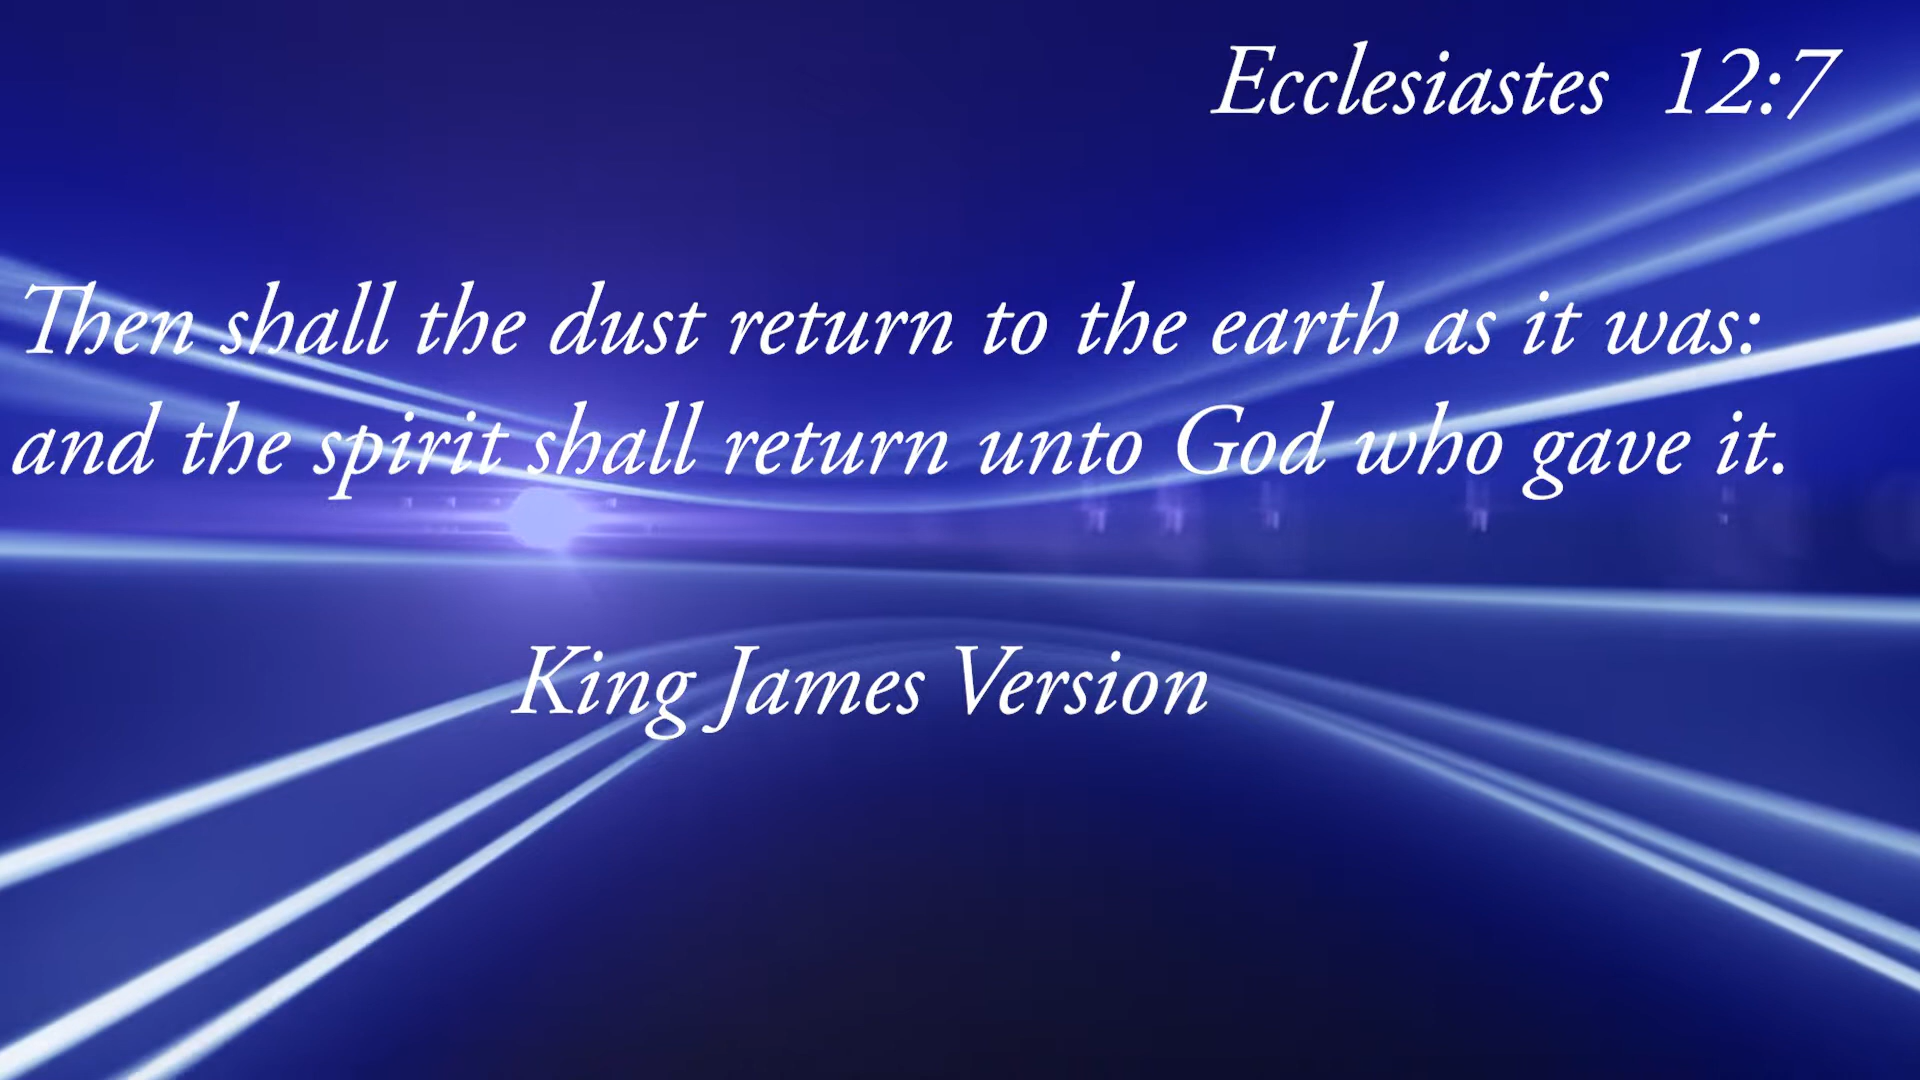 Ecclesiastes 12:7
Then shall the dust return to the earth as it was:
and the spirit shall return unto God who gave it.
King James Version